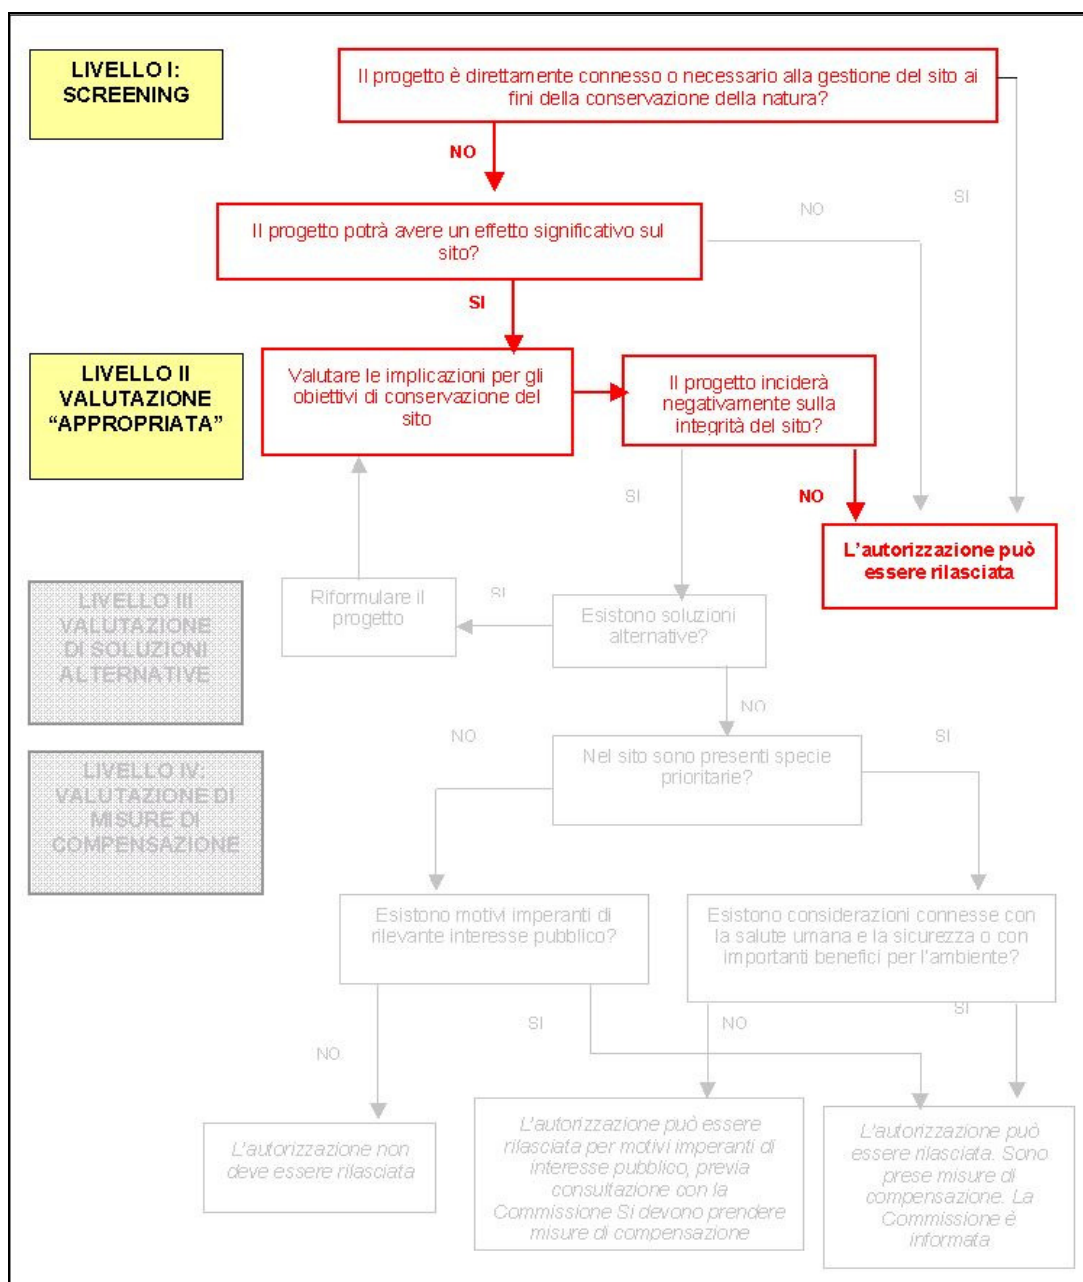 LIVELLO I:
SCREENING
Il progetto è direttamente connesso o necessario alla gestione del sito ai
fini della conservazione della natura?
NO
SI
NO
Il progetto potrà avere un effetto significativo sul
sito?
SI
LIVELLO II
VALUTAZIONE
“APPROPRIATA”
Valutare le implicazioni per gli
obiettivi di conservazione del
sito
Il progetto inciderà
negativamente sulla
integrità del sito?
SI
NO
L'autorizzazione può
essere rilasciata
LIVELLO III
VALUTAZIONE
DI SOLUZIONI
ALTERNATIVE
Riformulare il
progetto
SI
Esistono soluzioni
alternative?
NO
LIVELLO IV:
VALUTAZIONE DI
MISURE DI
COMPENSAZIONE
NO
Nel sito sono presenti specie
prioritarie?
SI
Esistono motivi imperanti di
rilevante interesse pubblico?
Esistono considerazioni connesse con
la salute umana e la sicurezza o con
importanti benefici per l'ambiente?
NO
SI
NO
SI
L'autorizzazione non
deve essere rilasciata
L'autorizzazione può essere
rilasciata per motivi imperanti di
interesse pubblico, previa
consultazione con la
Commissione Si devono prendere
misure di compensazione
L'autorizzazione può
essere rilasciata. Sono
prese misure di
compensazione. La
Commissione è
informata